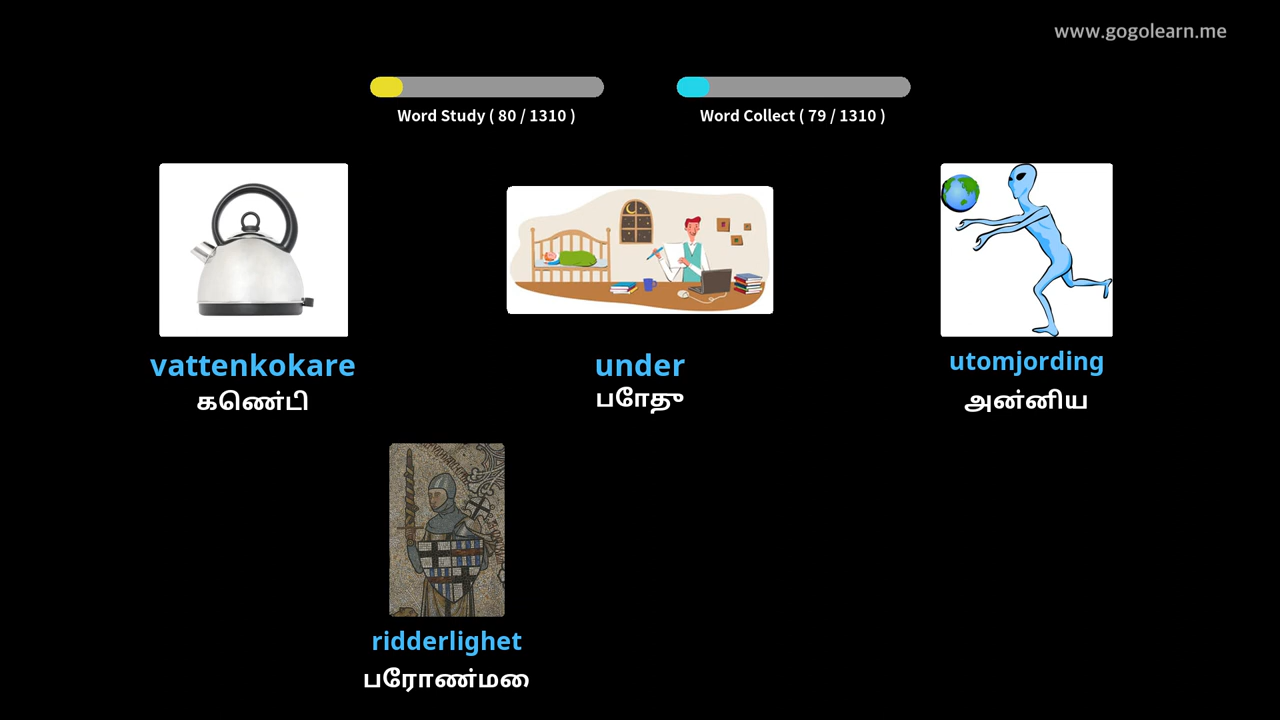 www.gogolearn.me
Word Study ( 80 / 1310 )
Word Collect ( 79 / 1310 )
vattenkokare
under
utomjording
கெண்டி
போது
அன்னிய
ridderlighet
பேராண்மை